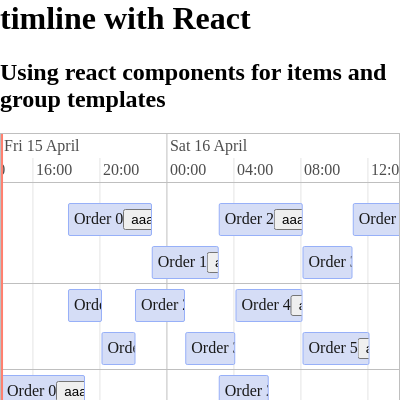 timline with React
Using react components for items and
group templates
Fri 15 April Sat 16 April
16:00 20:00 00:00 04:00 08:00 12:0
Order 0 aaa Order 2 aaa Order
Order 1 Order
Order Order 4
Order Order 5
Order 0 aaa Order